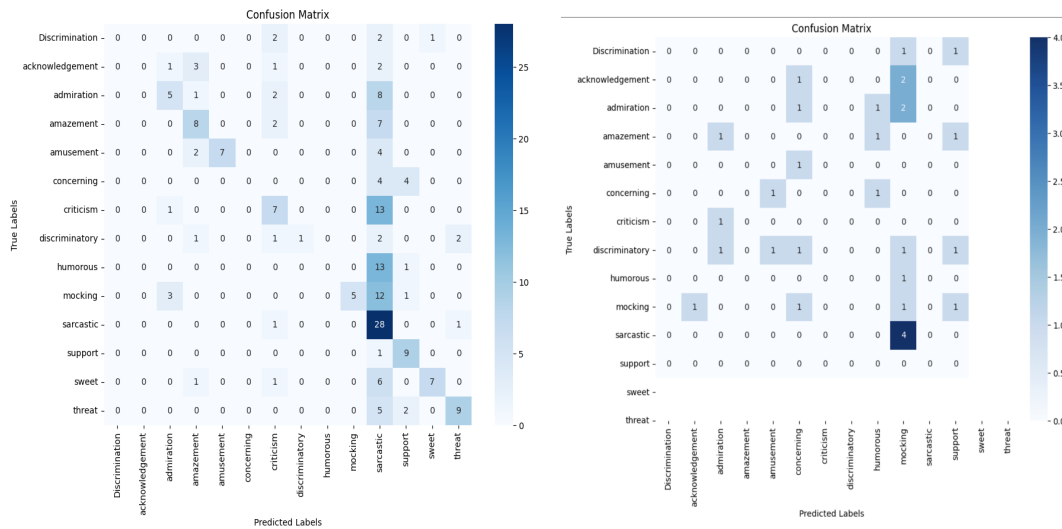 Confusion Matrix
True Labels
Discrimination 0 0 0 0 0 0 2 0 0 0 2 0 1 0
acknowledgement 0 0 1 3 0 0 1 0 0 0 2 0 0 0
admiration 0 0 5 1 0 0 2 0 0 0 8 0 0 0
amazement 0 0 0 8 0 0 2 0 0 0 7 0 0 0
amusement 0 0 0 2 7 0 0 0 0 0 4 0 0 0
concerning 0 0 0 0 0 0 0 0 0 0 4 4 0 0
criticism 0 0 1 0 0 0 7 0 0 0 13 0 0 0
discriminatory 0 0 0 1 0 0 1 1 0 0 2 0 0 2
humorous 0 0 0 0 0 0 0 0 0 0 13 1 0 0
mocking 0 0 3 0 0 0 0 0 0 5 12 1 0 0
sarcastic 0 0 0 0 0 0 1 0 0 0 28 0 0 1
support 0 0 0 0 0 0 0 0 0 0 1 9 0 0
sweet 0 0 0 1 0 0 1 0 0 0 6 0 7 0
threat 0 0 0 0 0 0 0 0 0 0 5 2 0 9
Discrimination acknowledgement admiration amazement amusement concerning criticism discriminatory humorous mocking sarcastic support sweet threat
Predicted Labels
25
20
15
10
5
0
Confusion Matrix
True Labels
Discrimination 0 0 0 0 0 0 0 0 0 1 0 1
acknowledgement 0 0 0 0 0 1 0 0 0 2 0 0
admiration 0 0 0 0 0 1 0 0 1 2 0 0
amazement 0 0 1 0 0 0 0 0 1 0 0 1
amusement 0 0 0 0 0 1 0 0 0 0 0 0
concerning 0 0 0 0 1 0 0 0 1 0 0 0
criticism 0 0 1 0 0 0 0 0 0 0 0 0
discriminatory 0 0 1 0 1 1 0 0 0 1 0 1
humorous 0 0 0 0 0 0 0 0 0 1 0 0
mocking 0 1 0 0 0 1 0 0 0 1 0 1
sarcastic 0 0 0 0 0 0 0 0 0 4 0 0
support 0 0 0 0 0 0 0 0 0 0 0 0
sweet
threat
Discrimination acknowledgement admiration amazement amusement concerning criticism discriminatory humorous mocking sarcastic support sweet threat
Predicted Labels
4.0
3.5
3.0
2.5
2.0
1.5
1.0
0.5
0.0